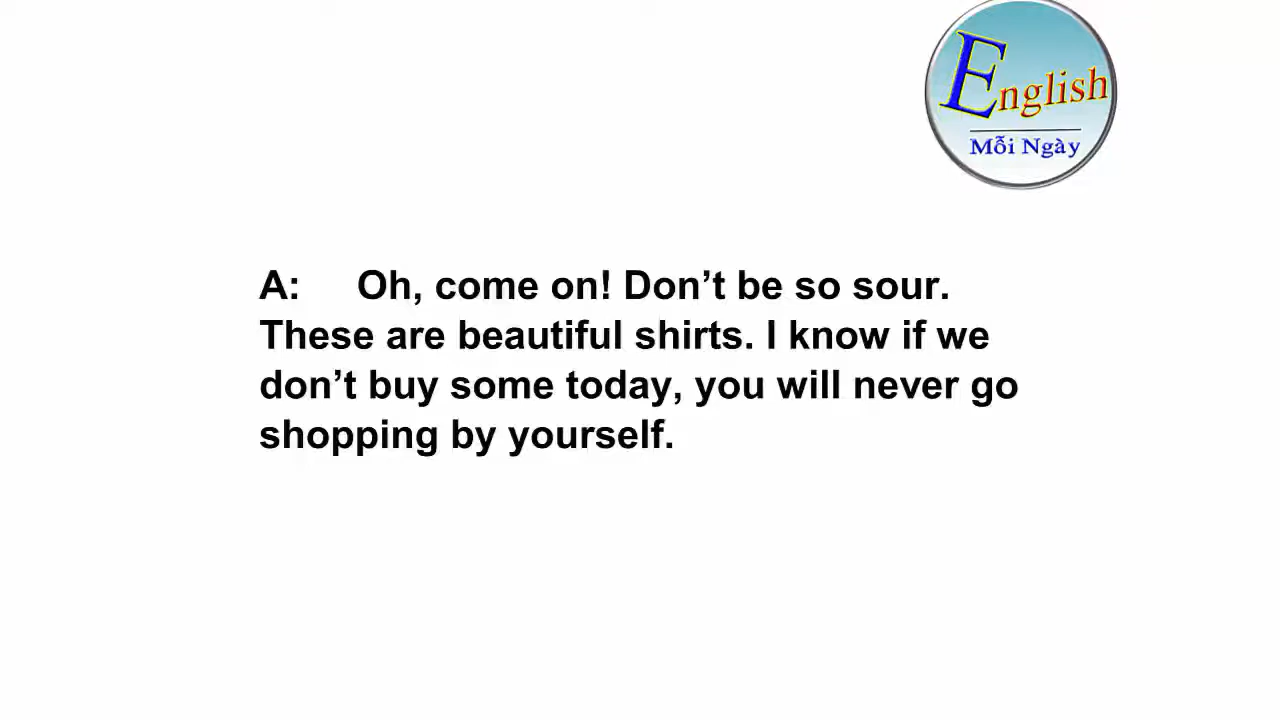 English
Mỗi Ngày
A: Oh, come on! Don’t be so sour.
These are beautiful shirts. I know if we
don’t buy some today, you will never go
shopping by yourself.